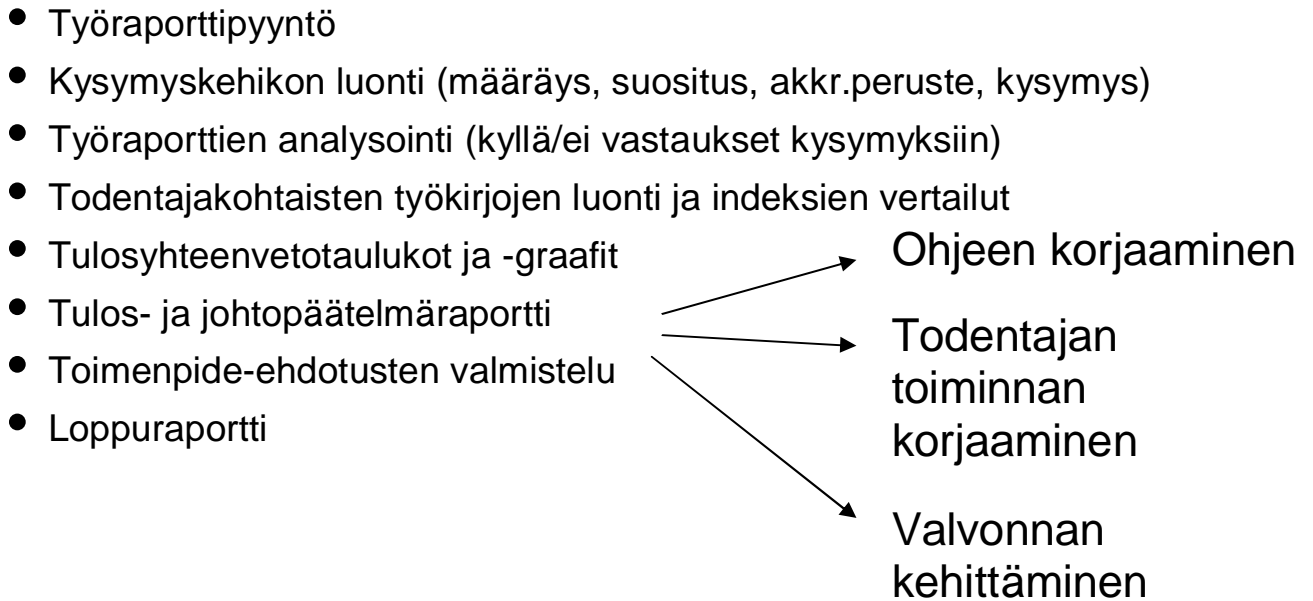 • Työraporttipyyntö
• Kysymyskehikon luonti (määräys, suositus, akkr.peruste, kysymys)
• Työraporttien analysointi (kyllä/ei vastaukset kysymyksiin)
• Todentajakohtaisten työkirjojen luonti ja indeksien vertailut
• Tulosyhteenvetotaulukot ja -graafit
• Tulos- ja johtopäätelmäraportti
• Toimenpide-ehdotusten valmistelu
• Loppuraportti
Ohjeen korjaaminen
Todentajan
toiminnan
korjaaminen
Valvonnan
kehittäminen